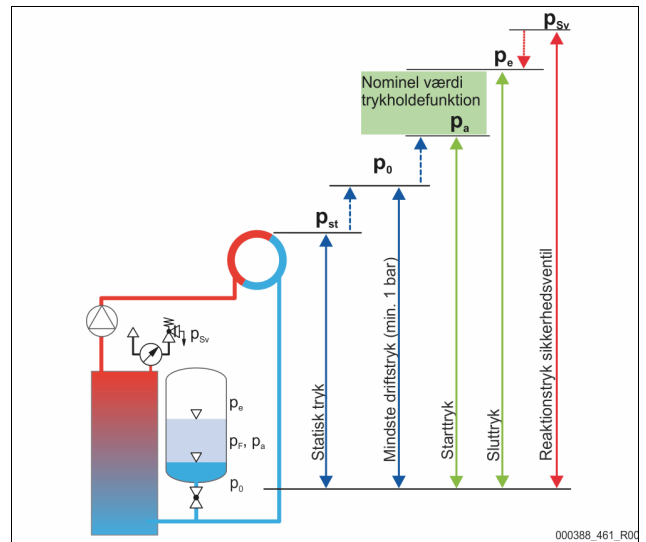 pSv
pe
Nominel værdi
trykholdefunktion
pa
p0
pst
pSv
pe
pF, pa
p0
Statisk tryk
Mindste driftstryk (min. 1 bar)
Starttryk
Sluttryk
Reaktionstryk sikkerhedsventil
000388_461_R00